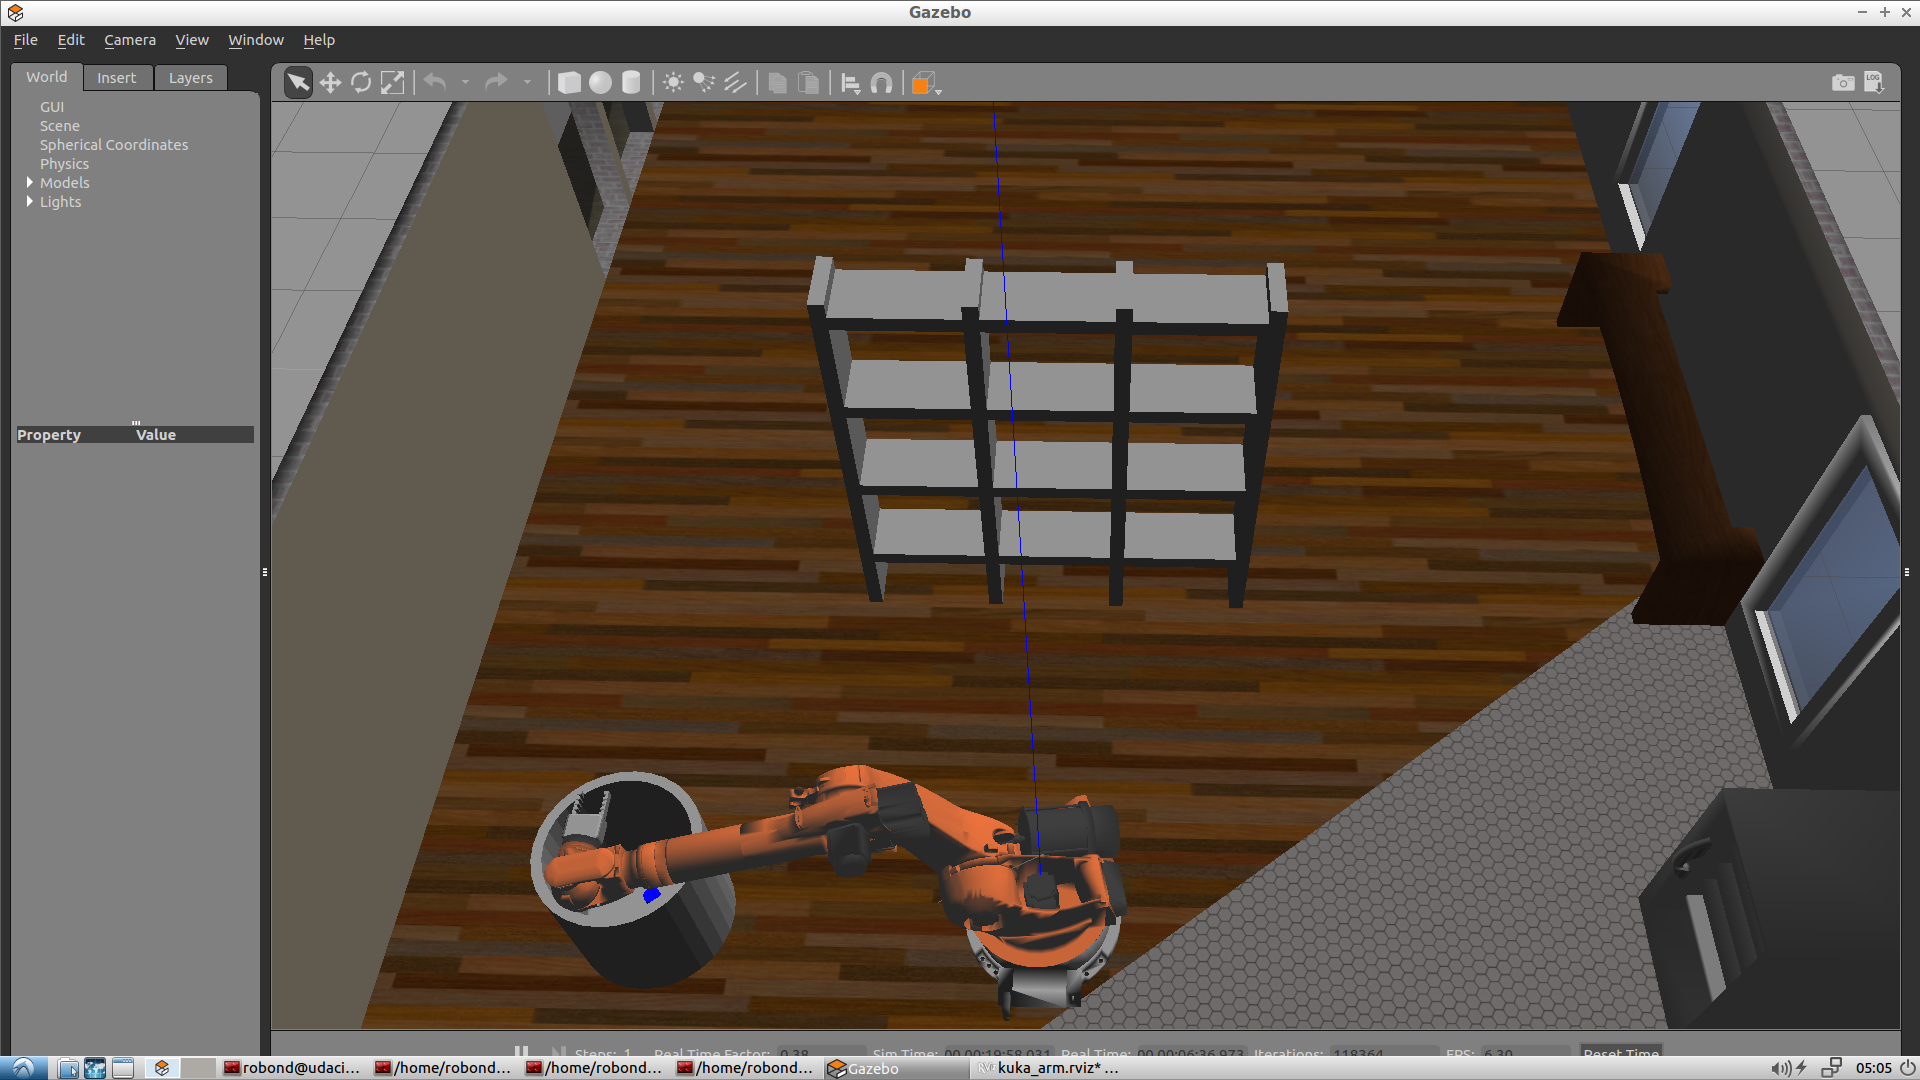 Gazebo
File Edit Camera View Window Help
World Insert Layers
LOG
GUI
Scene
Spherical Coordinates
Physics
Models
Lights
Property Value
Steps: 1 Real Time Factor: 0.38 Sim Time: 00 00:19:58.031 Real Time: 00 00:06:36.973 Iterations: 118364 FPS: 6.30 Reset Time
robond@udaci... /home/robond... /home/robond... /home/robond... Gazebo kuka_arm.rviz* ... 05:05